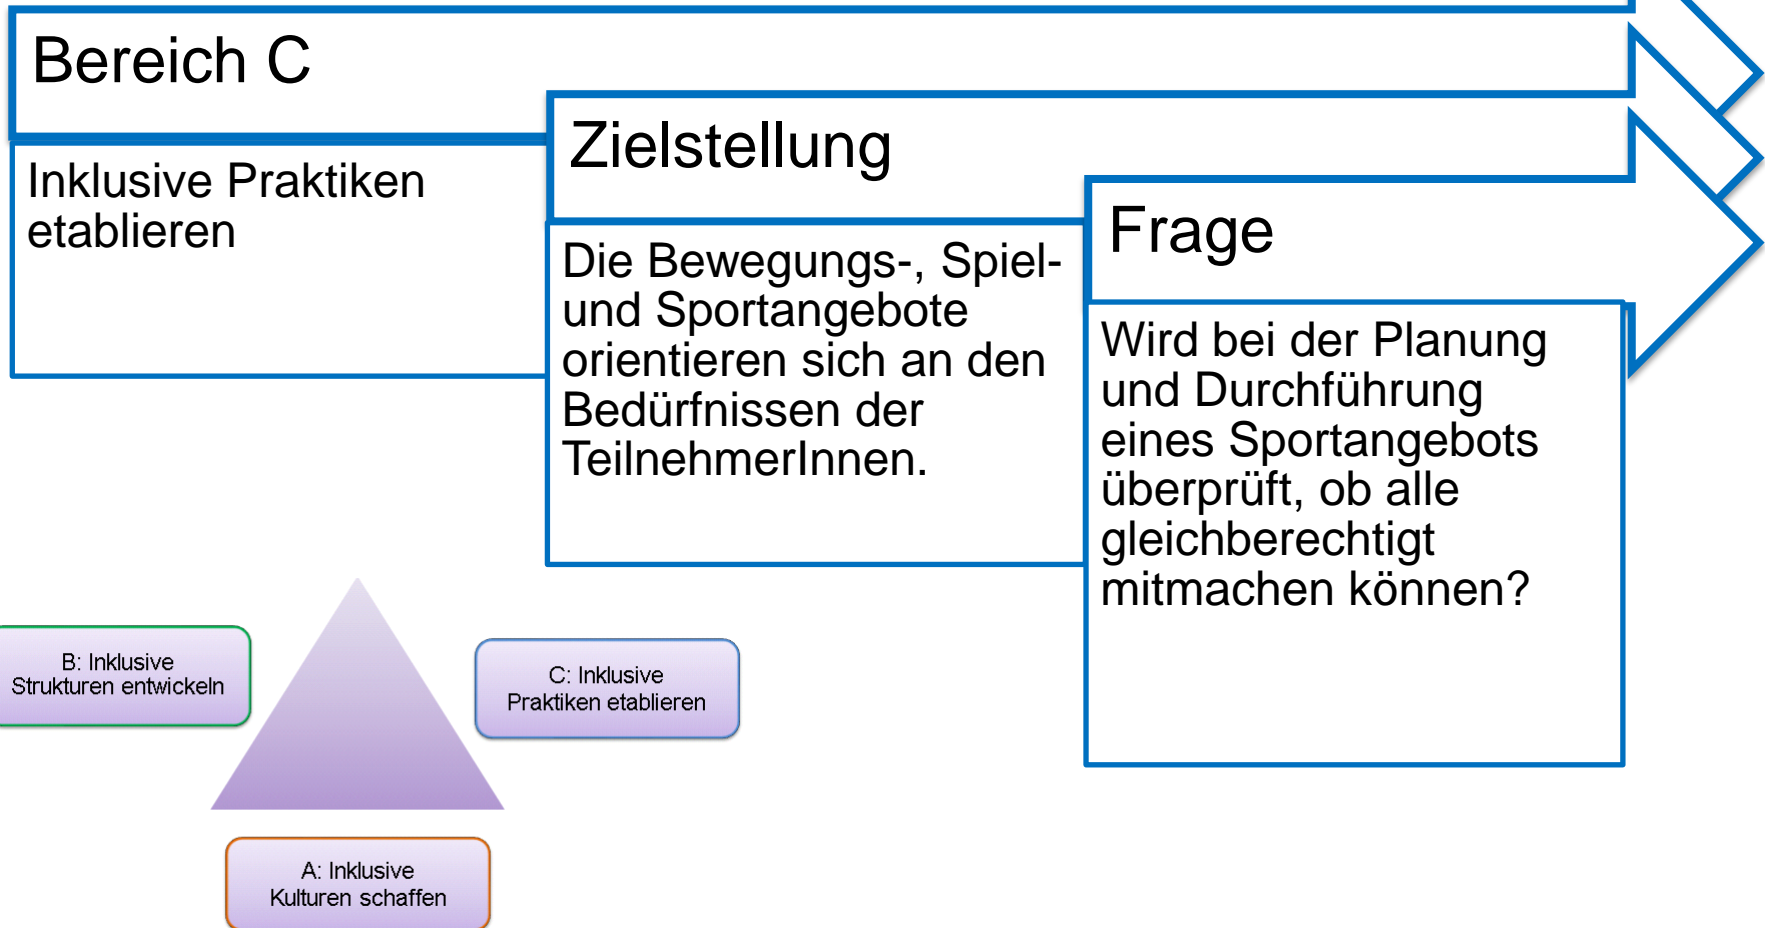 Bereich C
Inklusive Praktiken
etablieren
Zielstellung
Die Bewegungs-, Spiel-
und Sportangebote
orientieren sich an den
Bedürfnissen der
TeilnehmerInnen.
Frage
Wird bei der Planung
und Durchführung
eines Sportangebots
überprüft, ob alle
gleichberechtigt
mitmachen können?
B: Inklusive
Strukturen entwickeln
C: Inklusive
Praktiken etablieren
A: Inklusive
Kulturen schaffen